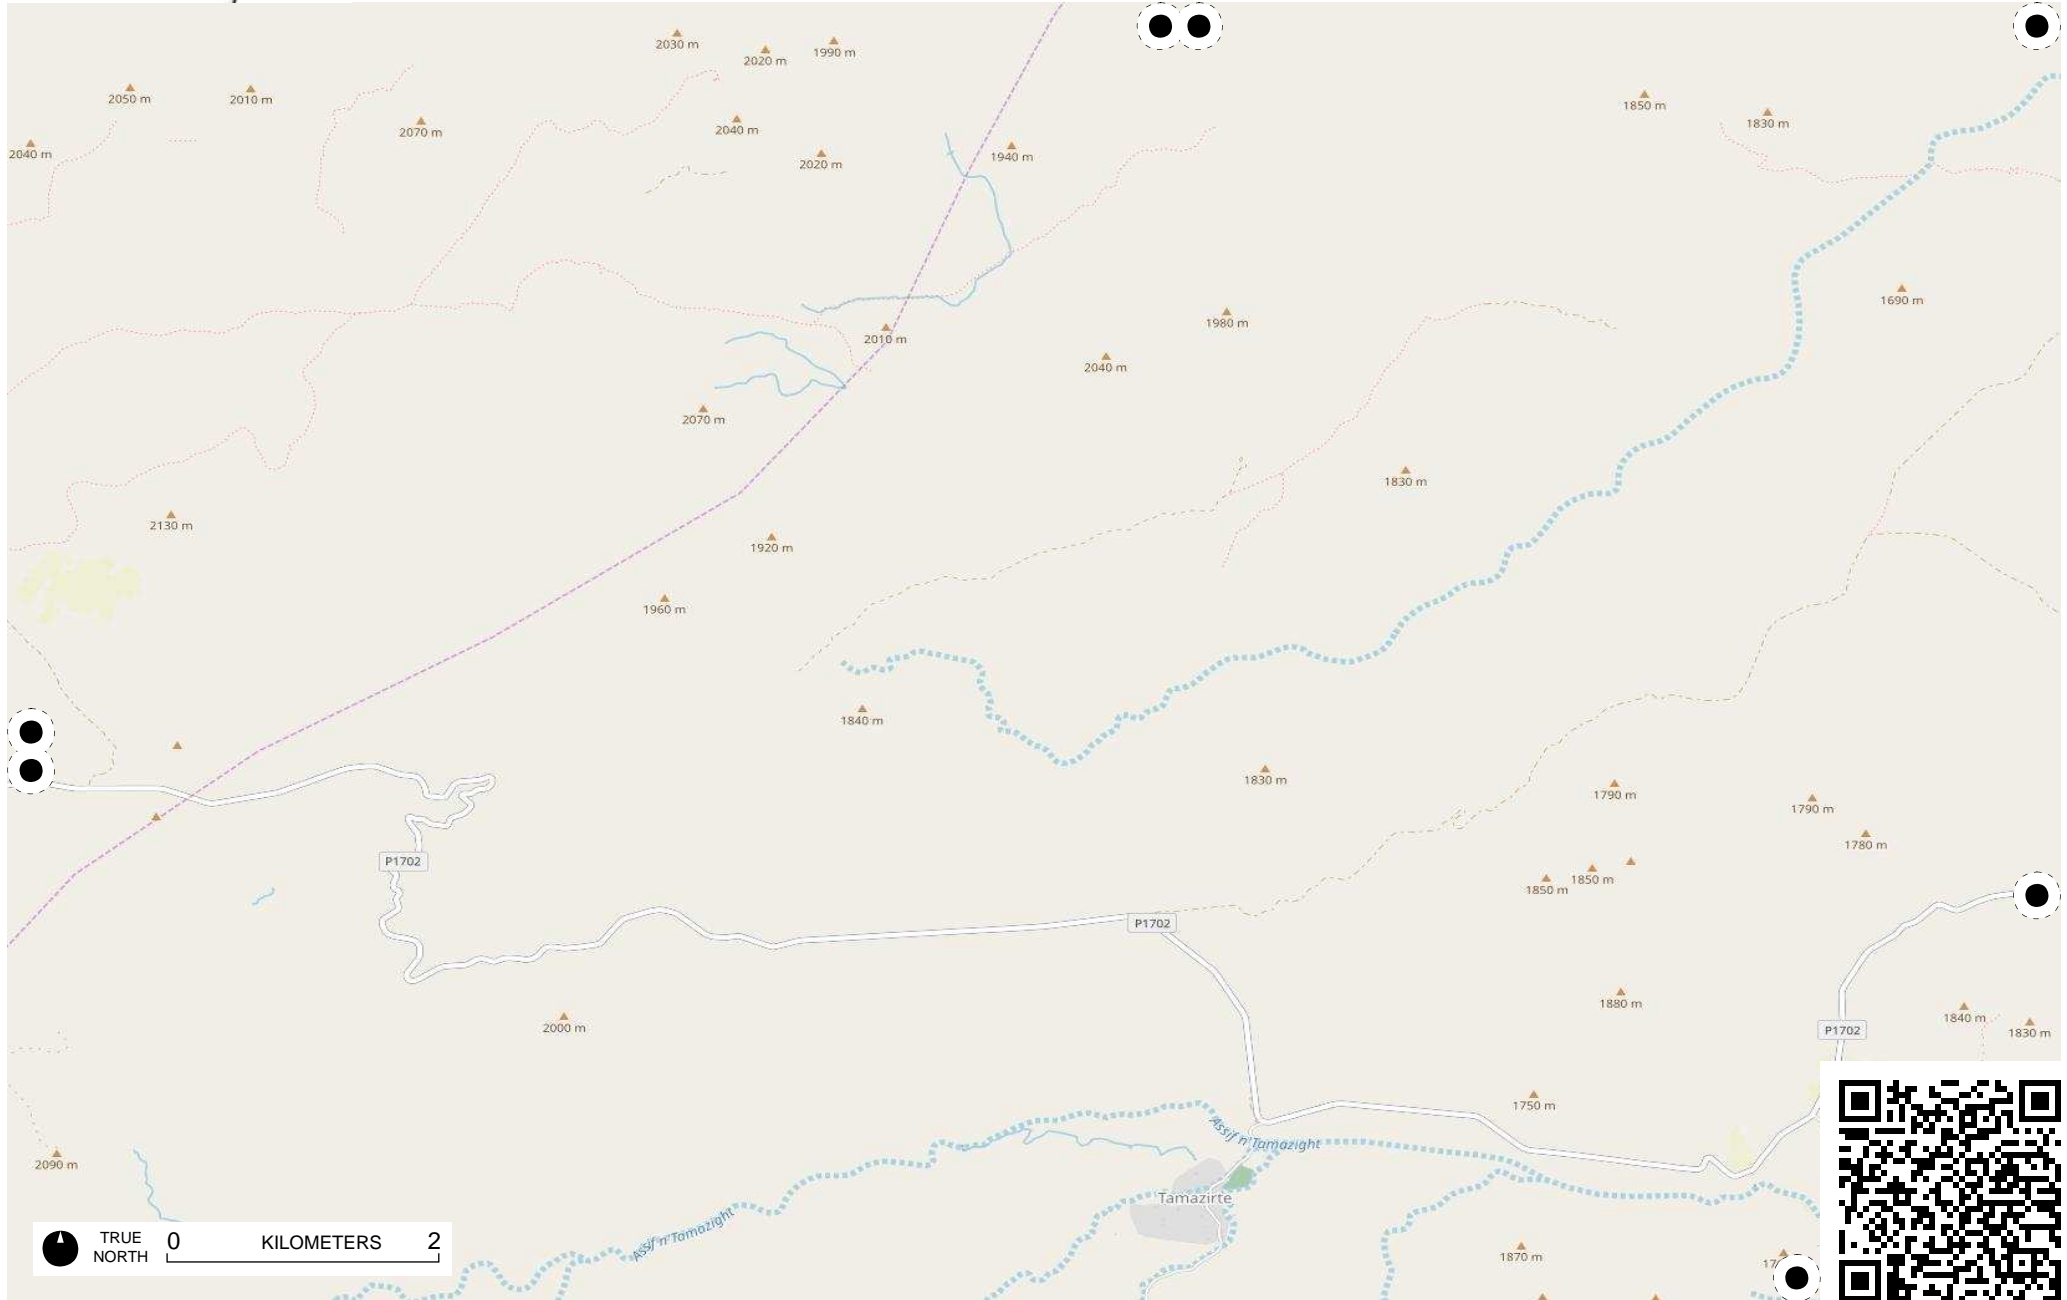 2030 m
2020 m
1990 m
2050 m
2010 m
1850 m
2070 m
2040 m
1830 m
2040 m
2020 m
1940 m
1690 m
2010 m
1980 m
2040 m
2070 m
1830 m
2130 m
1920 m
1960 m
1840 m
1830 m
1790 m
1790 m
1780 m
P1702
1850 m
1850 m
P1702
1880 m
2000 m
1840 m
1830 m
P1702
1750 m
Assif n'Tamazight
2090 m
Tamazirte
Assif n'Tamazight
1870 m
TRUE
NORTH
0 KILOMETERS 2